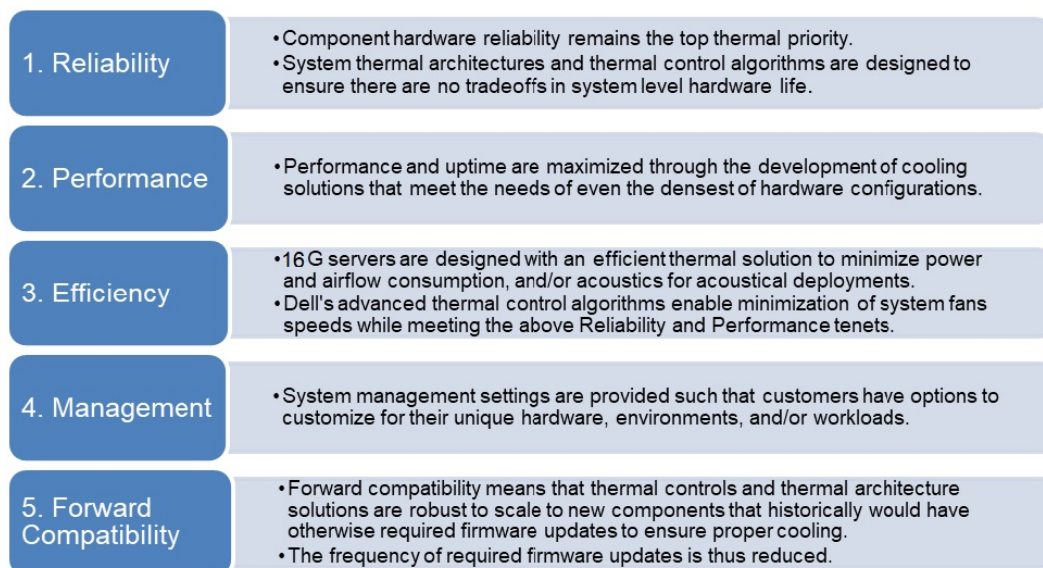 1. Reliability
•Component hardware reliability remains the top thermal priority.
•System thermal architectures and thermal control algorithms are designed to
ensure there are no tradeoffs in system level hardware life.
2. Performance
•Performance and uptime are maximized through the development of cooling
solutions that meet the needs of even the densest of hardware configurations.
3. Efficiency
•16G servers are designed with an efficient thermal solution to minimize power
and airflow consumption, and/or acoustics for acoustical deployments.
•Dell's advanced thermal control algorithms enable minimization of system fans
speeds while meeting the above Reliability and Performance tenets.
4. Management
•System management settings are provided such that customers have options to
customize for their unique hardware, environments, and/or workloads.
5. Forward
Compatibility
•Forward compatibility means that thermal controls and thermal architecture
solutions are robust to scale to new components that historically would have
otherwise required firmware updates to ensure proper cooling.
•The frequency of required firmware updates is thus reduced.